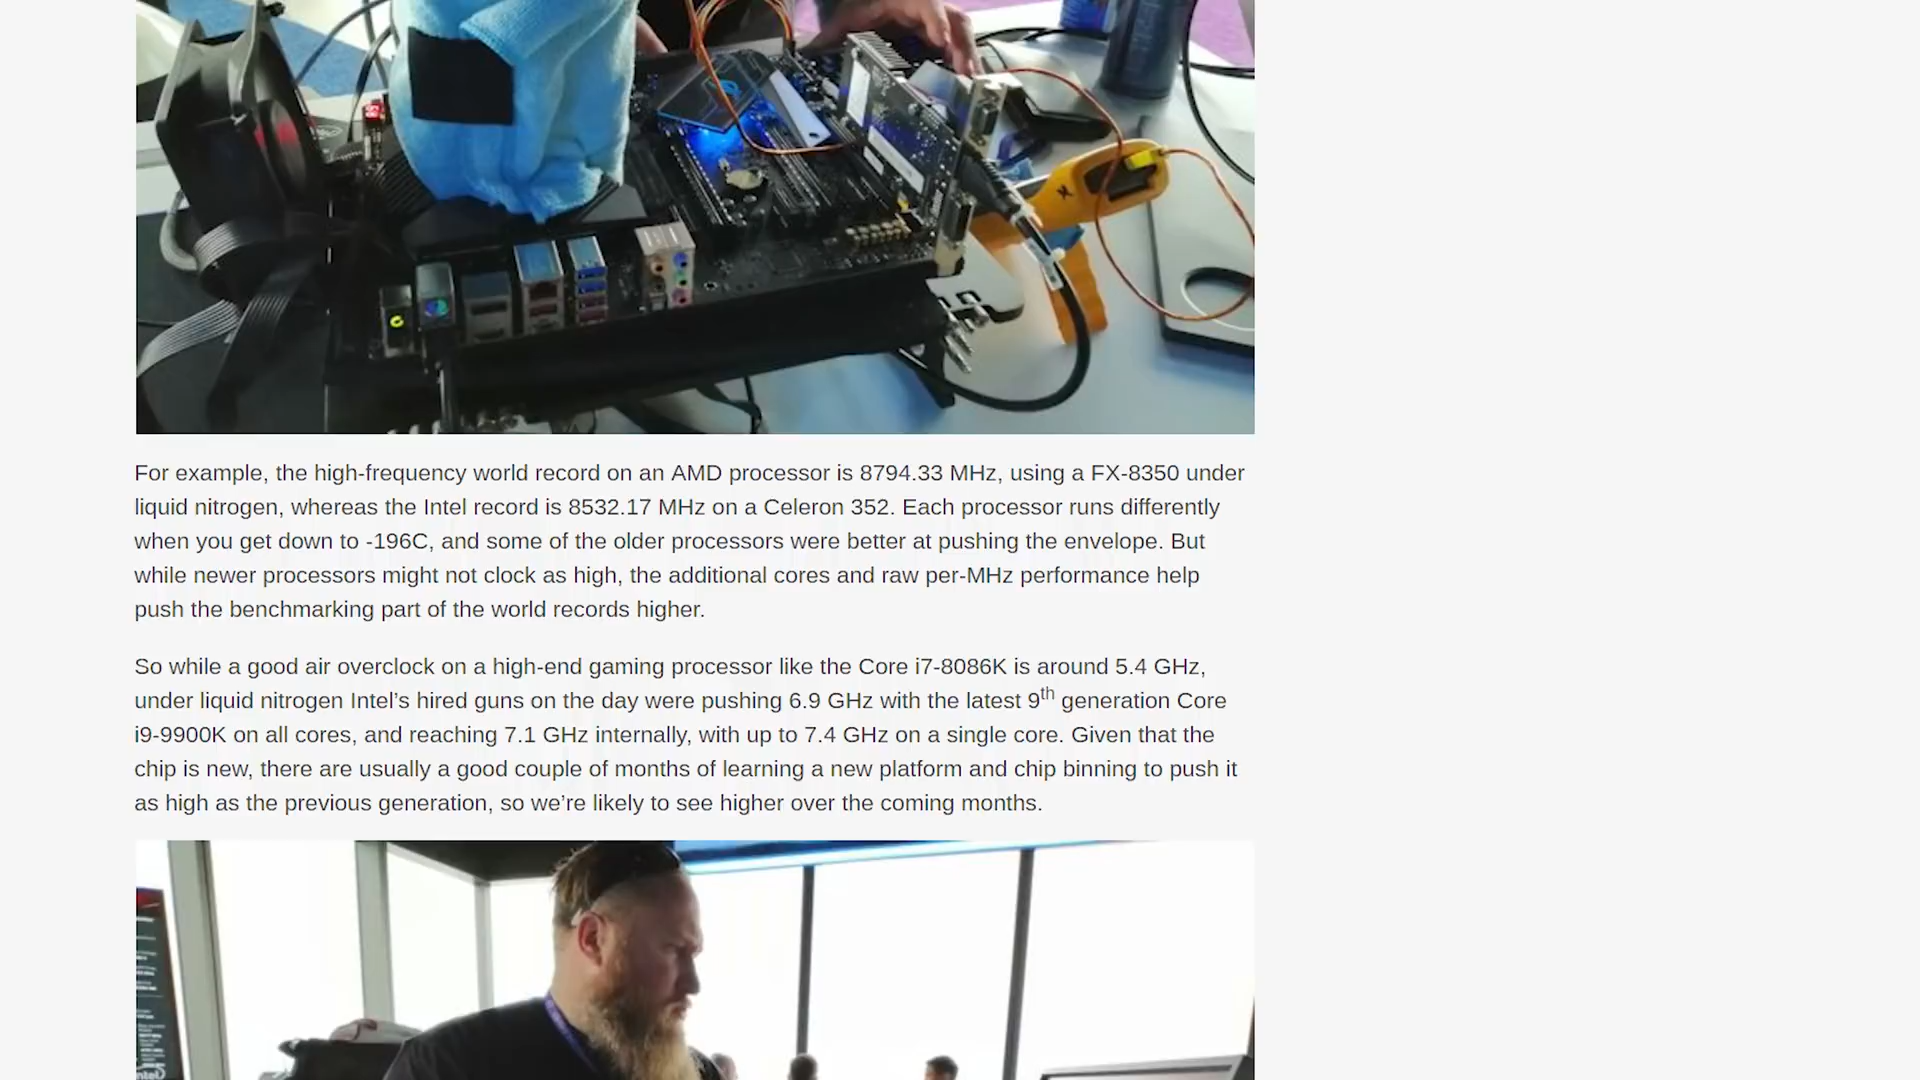 For example, the high-frequency world record on an AMD processor is 8794.33 MHz, using a FX-8350 under
liquid nitrogen, whereas the Intel record is 8532.17 MHz on a Celeron 352. Each processor runs differently
when you get down to -196C, and some of the older processors were better at pushing the envelope. But
while newer processors might not clock as high, the additional cores and raw per-MHz performance help
push the benchmarking part of the world records higher.
So while a good air overclock on a high-end gaming processor like the Core i7-8086K is around 5.4 GHz,
under liquid nitrogen Intel’s hired guns on the day were pushing 6.9 GHz with the latest 9th generation Core
i9-9900K on all cores, and reaching 7.1 GHz internally, with up to 7.4 GHz on a single core. Given that the
chip is new, there are usually a good couple of months of learning a new platform and chip binning to push it
as high as the previous generation, so we’re likely to see higher over the coming months.